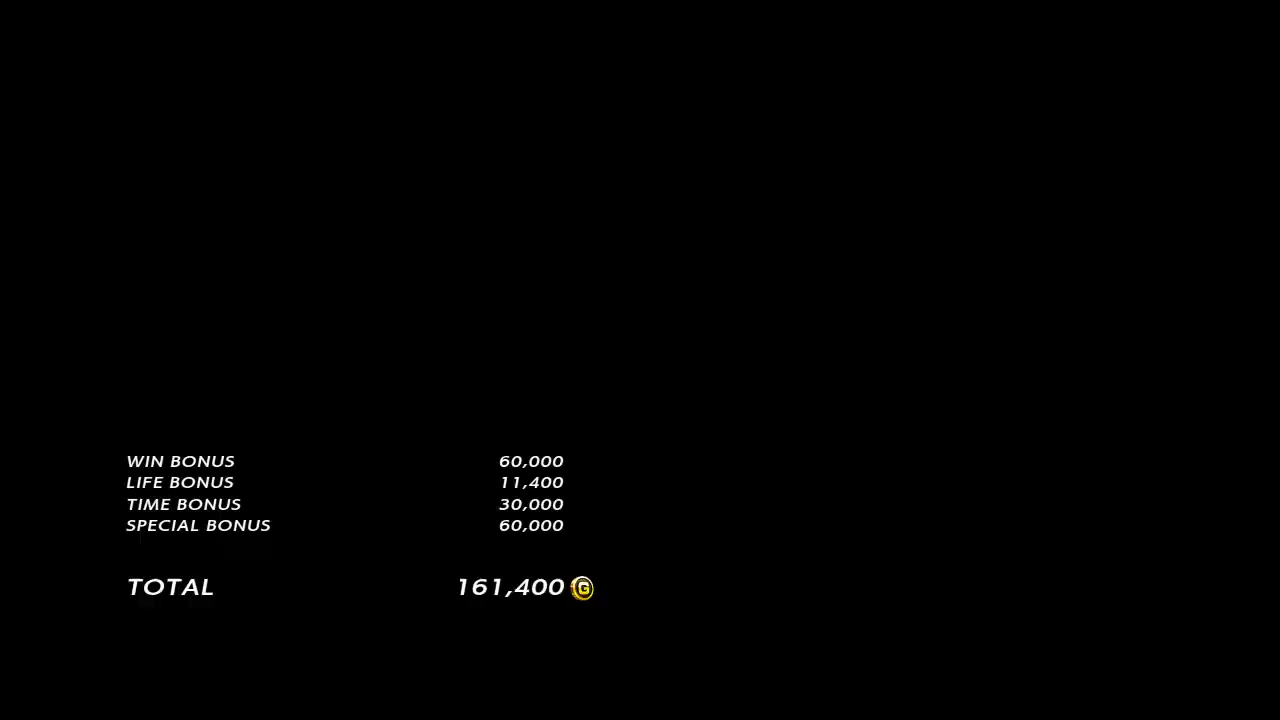 WIN BONUS 60,000
LIFE BONUS 11,400
TIME BONUS 30,000
SPECIAL BONUS 60,000
TOTAL 161,400 G